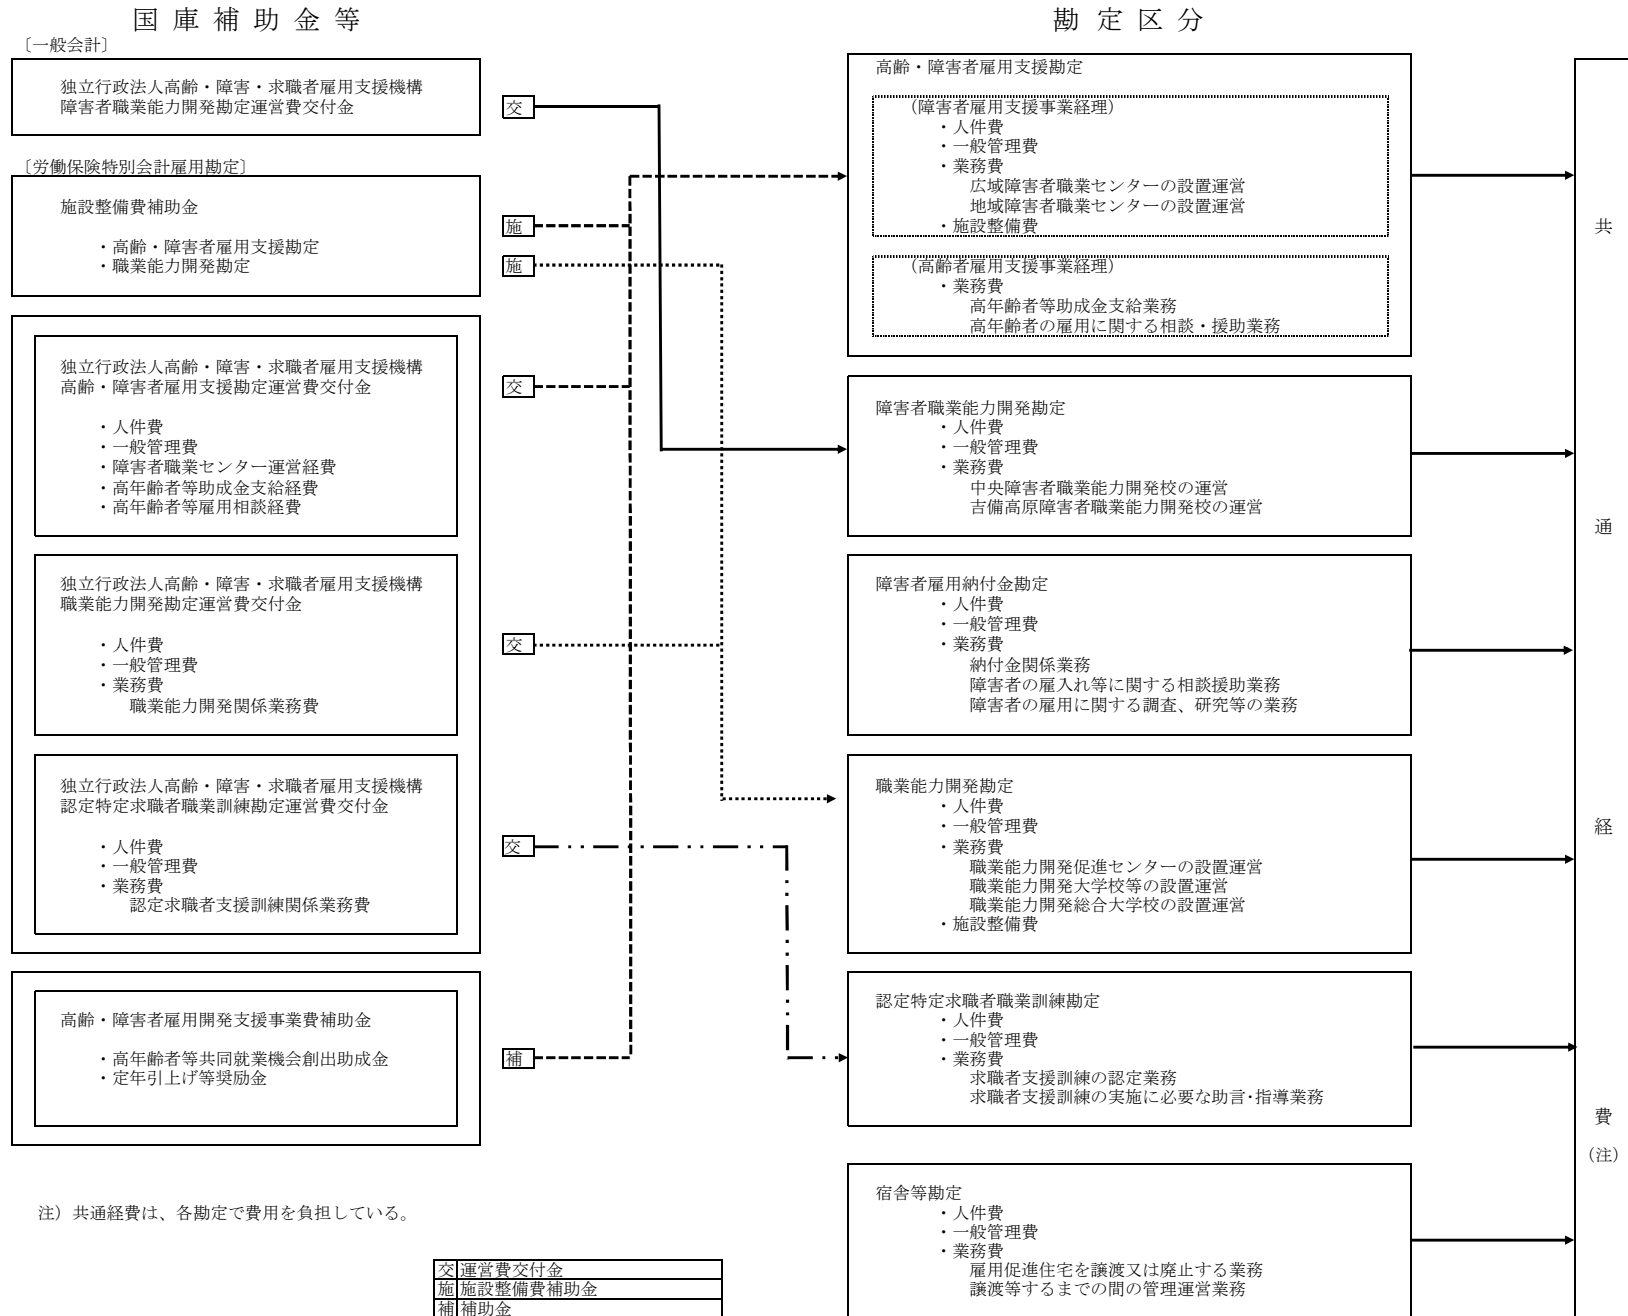 国庫補助金等
〔一般会計〕
独立行政法人高齢・障害・求職者雇用支援機構
障害者職業能力開発勘定運営費交付金
交
〔労働保険特別会計雇用勘定〕
施設整備費補助金
・高齢・障害者雇用支援勘定
・職業能力開発勘定
施
施
独立行政法人高齢・障害・求職者雇用支援機構
高齢・障害者雇用支援勘定運営費交付金
・人件費
・一般管理費
・障害者職業センター運営経費
・高年齢者等助成金支給経費
・高年齢者等雇用相談経費
交
独立行政法人高齢・障害・求職者雇用支援機構
職業能力開発勘定運営費交付金
・人件費
・一般管理費
・業務費
職業能力開発関係業務費
交
独立行政法人高齢・障害・求職者雇用支援機構
認定特定求職者職業訓練勘定運営費交付金
・人件費
・一般管理費
・業務費
認定求職者支援訓練関係業務費
交
高齢・障害者雇用開発支援事業費補助金
・高年齢者等共同就業機会創出助成金
・定年引上げ等奨励金
補
注）共通経費は、各勘定で費用を負担している。
交 運営費交付金
施 施設整備費補助金
補 補助金
勘定区分
高齢・障害者雇用支援勘定
（障害者雇用支援事業経理）
・人件費
・一般管理費
・業務費
広域障害者職業センターの設置運営
地域障害者職業センターの設置運営
・施設整備費
（高齢者雇用支援事業経理）
・業務費
高年齢者等助成金支給業務
高年齢者の雇用に関する相談・援助業務
障害者職業能力開発勘定
・人件費
・一般管理費
・業務費
中央障害者職業能力開発校の運営
吉備高原障害者職業能力開発校の運営
障害者雇用納付金勘定
・人件費
・一般管理費
・業務費
納付金関係業務
障害者の雇入れ等に関する相談援助業務
障害者の雇用に関する調査、研究等の業務
職業能力開発勘定
・人件費
・一般管理費
・業務費
職業能力開発促進センターの設置運営
職業能力開発大学校等の設置運営
職業能力開発総合大学校の設置運営
・施設整備費
認定特定求職者職業訓練勘定
・人件費
・一般管理費
・業務費
求職者支援訓練の認定業務
求職者支援訓練の実施に必要な助言･指導業務
宿舎等勘定
・人件費
・一般管理費
・業務費
雇用促進住宅を譲渡又は廃止する業務
譲渡等するまでの間の管理運営業務
共通経費
（注）